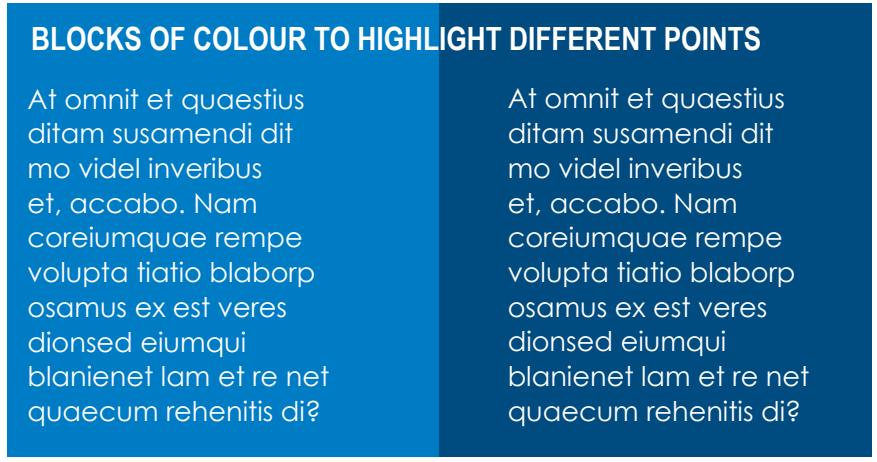 BLOCKS OF COLOUR TO HIGHLIGHT DIFFERENT POINTS
At omnit et quaestius
ditam susamendi dit
mo videl inveribus
et, accabo. Nam
coreiumquae rempe
volupta tiatio blaborp
osamus ex est veres
dionsed eiumqui
blanienet lam et re net
quaecum rehenitis di?
At omnit et quaestius
ditam susamendi dit
mo videl inveribus
et, accabo. Nam
coreiumquae rempe
volupta tiatio blaborp
osamus ex est veres
dionsed eiumqui
blanienet lam et re net
quaecum rehenitis di?